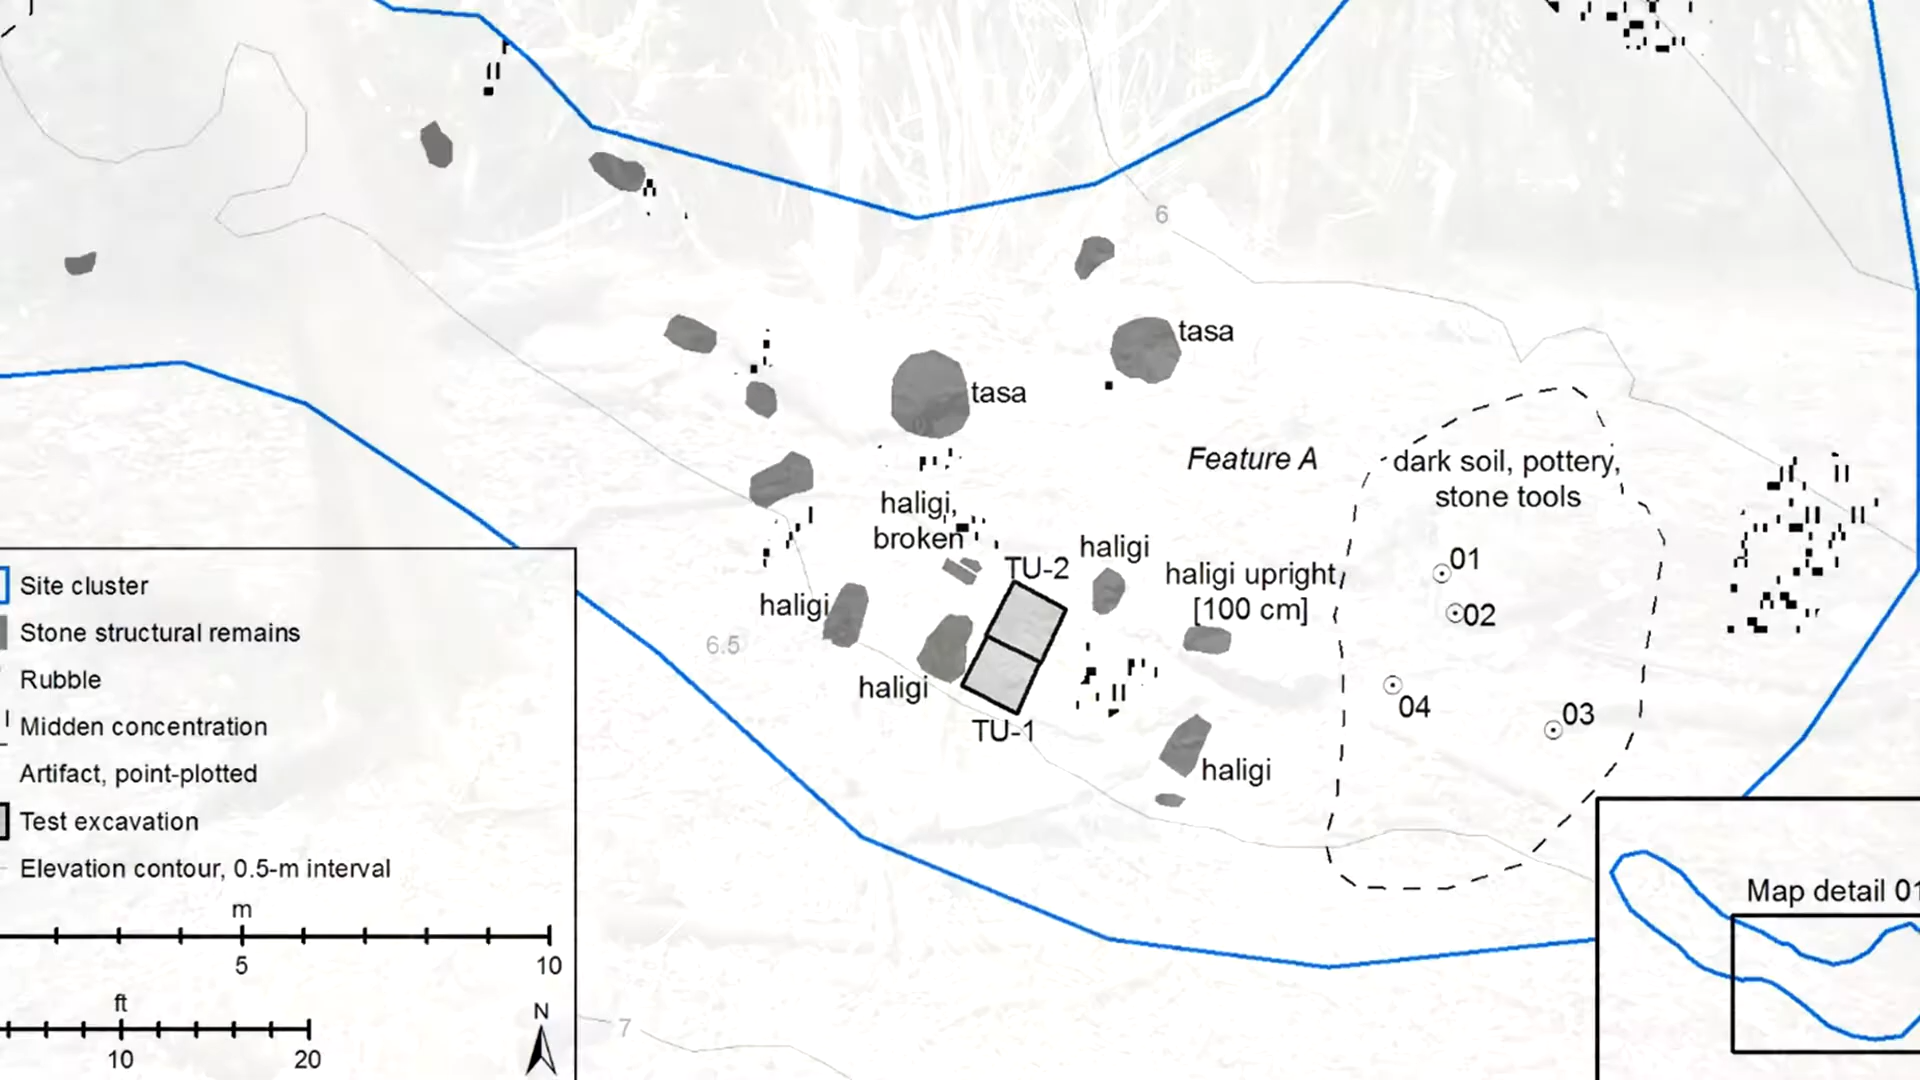 6
tasa
tasa
Feature A
dark soil, pottery,
stone tools
haligi,
broken
TU-2
haligi
haligi upright
[100 cm]
01
02
haligi
6.5
haligi
TU-1
haligi
04
03
Site cluster
Stone structural remains
Rubble
Midden concentration
Artifact, point-plotted
Test excavation
Elevation contour, 0.5-m interval
m
5
10
ft
10
20
N
7
Map detail 01